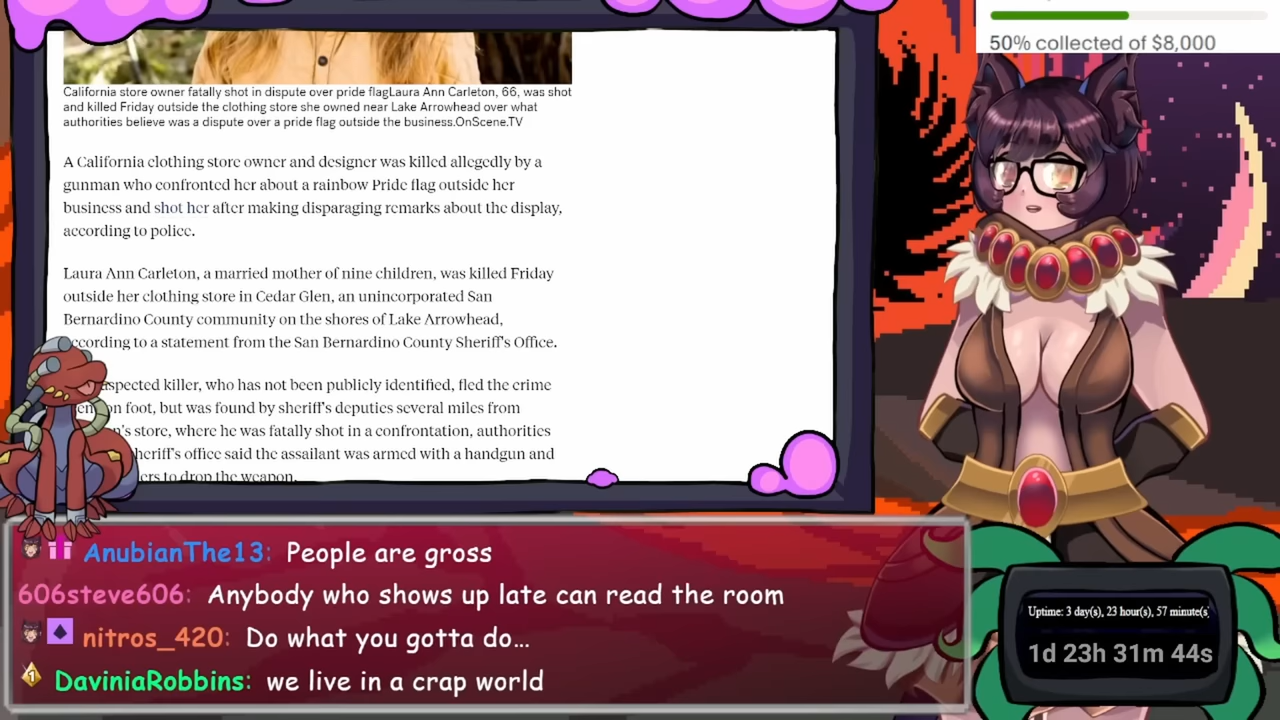 50% collected of $8,000
California store owner fatally shot in dispute over pride flagLaura Ann Carleton, 66, was shot
and killed Friday outside the clothing store she owned near Lake Arrowhead over what
authorities believe was a dispute over a pride flag outside the business.OnScene.TV
A California clothing store owner and designer was killed allegedly by a
gunman who confronted her about a rainbow Pride flag outside her
business and shot her after making disparaging remarks about the display,
according to police.
Laura Ann Carleton, a married mother of nine children, was killed Friday
outside her clothing store in Cedar Glen, an unincorporated San
Bernardino County community on the shores of Lake Arrowhead,
according to a statement from the San Bernardino County Sheriff's Office.
suspected killer, who has not been publicly identified, fled the crime
on foot, but was found by sheriff's deputies several miles from
store, where he was fatally shot in a confrontation, authorities
sheriff's office said the assailant was armed with a handgun and
to drop the weapon.
AnubianThe13: People are gross
606steve606: Anybody who shows up late can read the room
nitros_420: Do what you gotta do...
DaviniaRobbins: we live in a crap world
Uptime: 3 day(s), 23 hour(s), 57 minute(s)
1d 23h 31m 44s